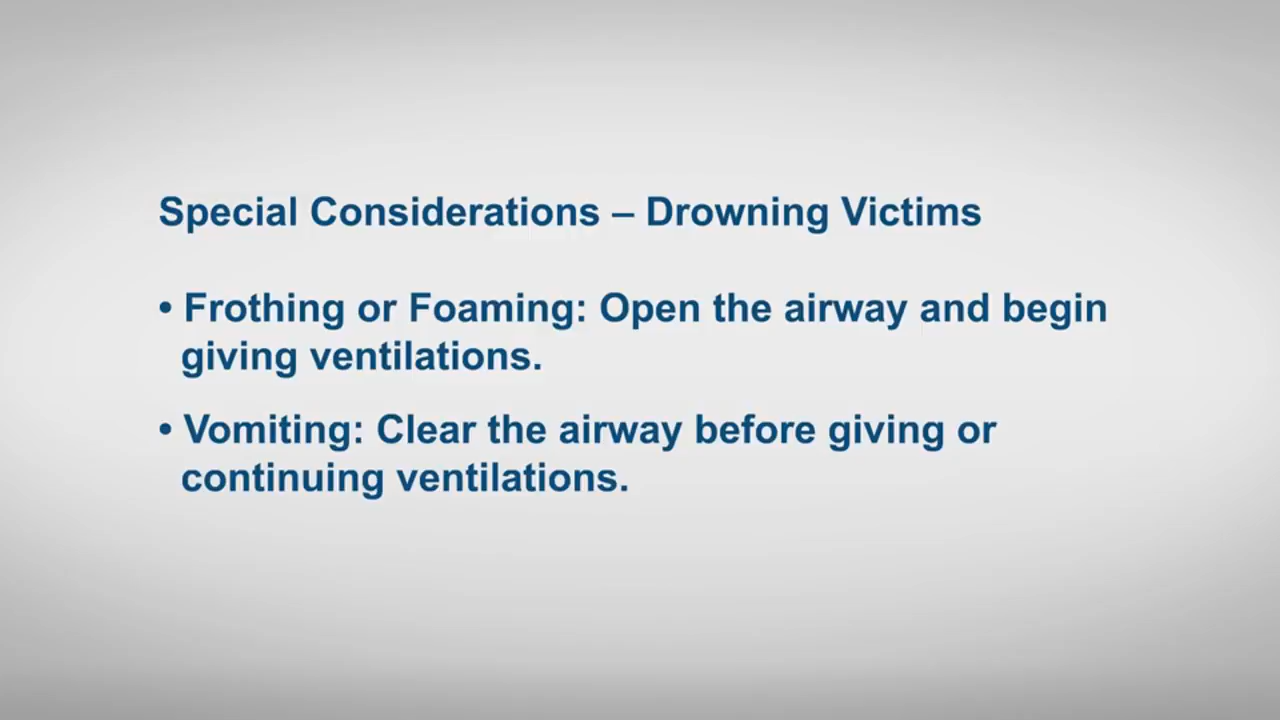 Special Considerations – Drowning Victims
• Frothing or Foaming: Open the airway and begin
giving ventilations.
• Vomiting: Clear the airway before giving or
continuing ventilations.